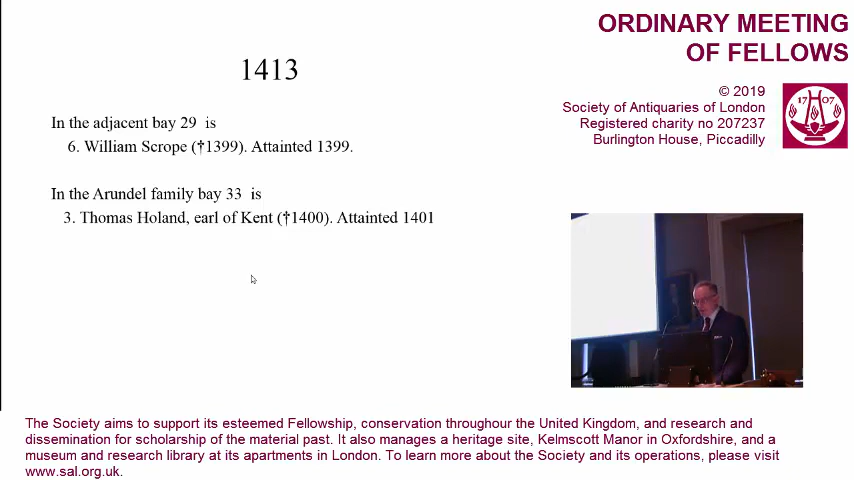 1413
In the adjacent bay 29 is
6. William Scrope (†1399). Attainted 1399.
In the Arundel family bay 33 is
3. Thomas Holand, earl of Kent (†1400). Attainted 1401
ORDINARY MEETING
OF FELLOWS
© 2019
Society of Antiquaries of London
Registered charity no 207237
Burlington House, Piccadilly
17 07
The Society aims to support its esteemed Fellowship, conservation throughour the United Kingdom, and research and
dissemination for scholarship of the material past. It also manages a heritage site, Kelmscott Manor in Oxfordshire, and a
museum and research library at its apartments in London. To learn more about the Society and its operations, please visit
www.sal.org.uk.